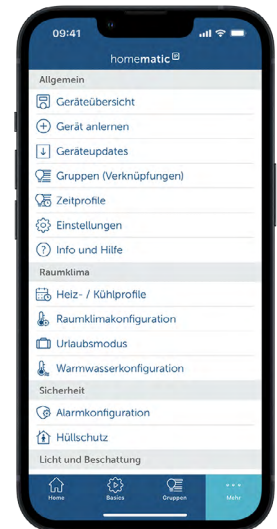 09:41
homematic IP
Allgemein
Geräteübersicht
Gerät anlernen
Geräteupdates
Gruppen (Verknüpfungen)
Zeitprofile
Einstellungen
Info und Hilfe
Raumklima
Heiz- / Kühlprofile
Raumklimakonfiguration
Urlaubsmodus
Warmwasserkonfiguration
Sicherheit
Alarmkonfiguration
Hüllschutz
Licht und Beschattung
Home Basics Gruppen Mehr